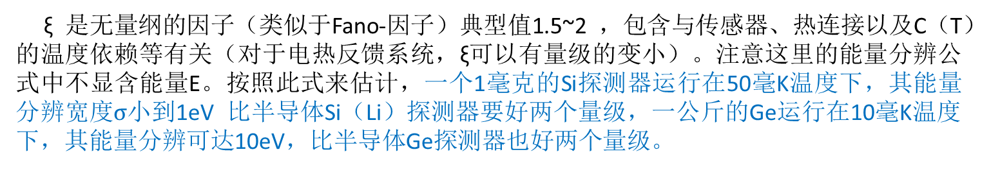 ξ 是无量纲的因子（类似于Fano-因子）典型值1.5~2 ，包含与传感器、热连接以及C（T）
的温度依赖等有关（对于电热反馈系统，ξ可以有量级的变小）。注意这里的能量分辨公
式中不显含能量E。按照此式来估计，一个1毫克的Si探测器运行在50毫K温度下，其能量
分辨宽度σ小到1eV 比半导体Si（Li）探测器要好两个量级，一公斤的Ge运行在10毫K温度
下，其能量分辨可达10eV，比半导体Ge探测器也好两个量级。